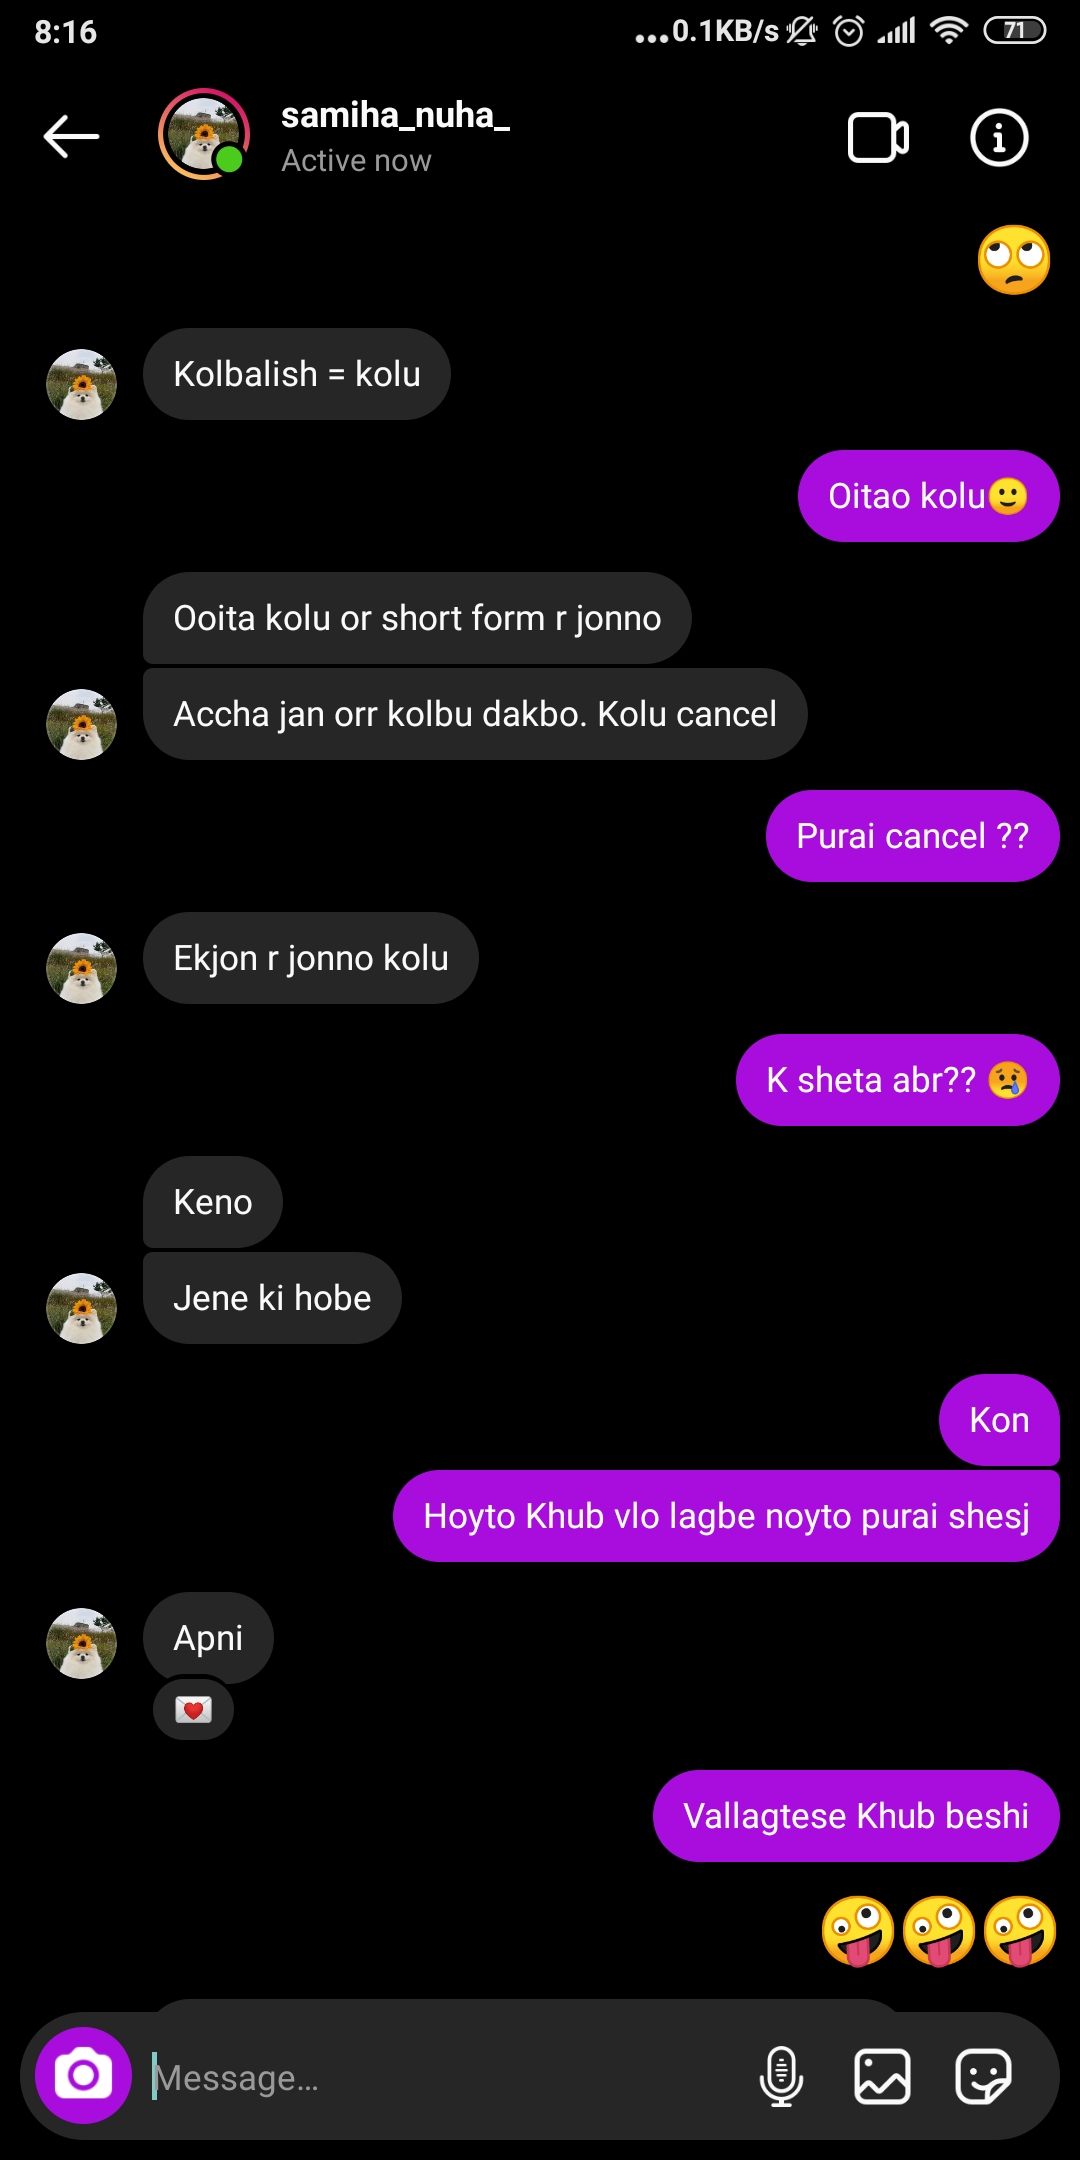 8:16
...0.1KB/s
71
samiha_nuha_
Active now
🙄
Kolbalish = kolu
Oitao kolu🙂
Ooita kolu or short form r jonno
Accha jan orr kolbu dakbo. Kolu cancel
Purai cancel ??
Ekjon r jonno kolu
K sheta abr?? 😢
Keno
Jene ki hobe
Kon
Hoyto Khub vlo lagbe noyto purai shesj
Apni
💌
Vallagtese Khub beshi
🤪🤪🤪
Message...